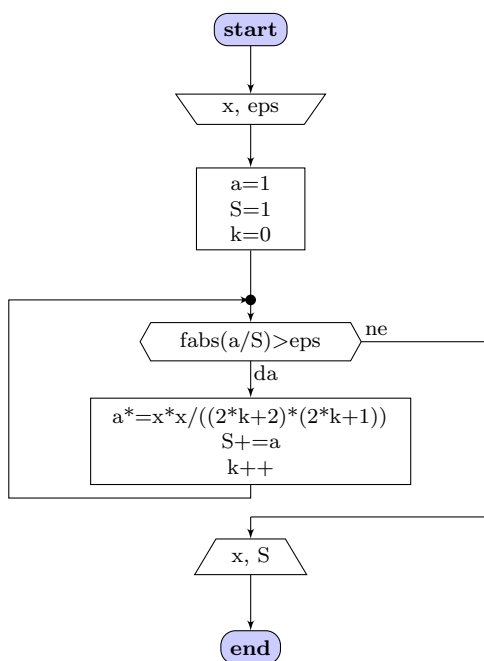 start
x, eps
a=1
S=1
k=0
fabs(a/S)>eps
ne
da
a*=x*x/((2*k+2)*(2*k+1))
S+=a
k++
x, S
end